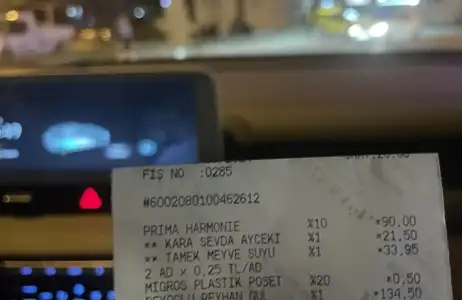 FİŞ NO :0285
#6002080100462612
PRIMA HARMONIE %10 *90,00
** KARA SEVDA AYCEKI %1 *21,50
** TAMEK MEYVE SUYU %1 *33,95
2 AD × 0,25 TL/AD
MIGROS PLASTIK POSET %20 *0,50
REYHAN %1 *134,50